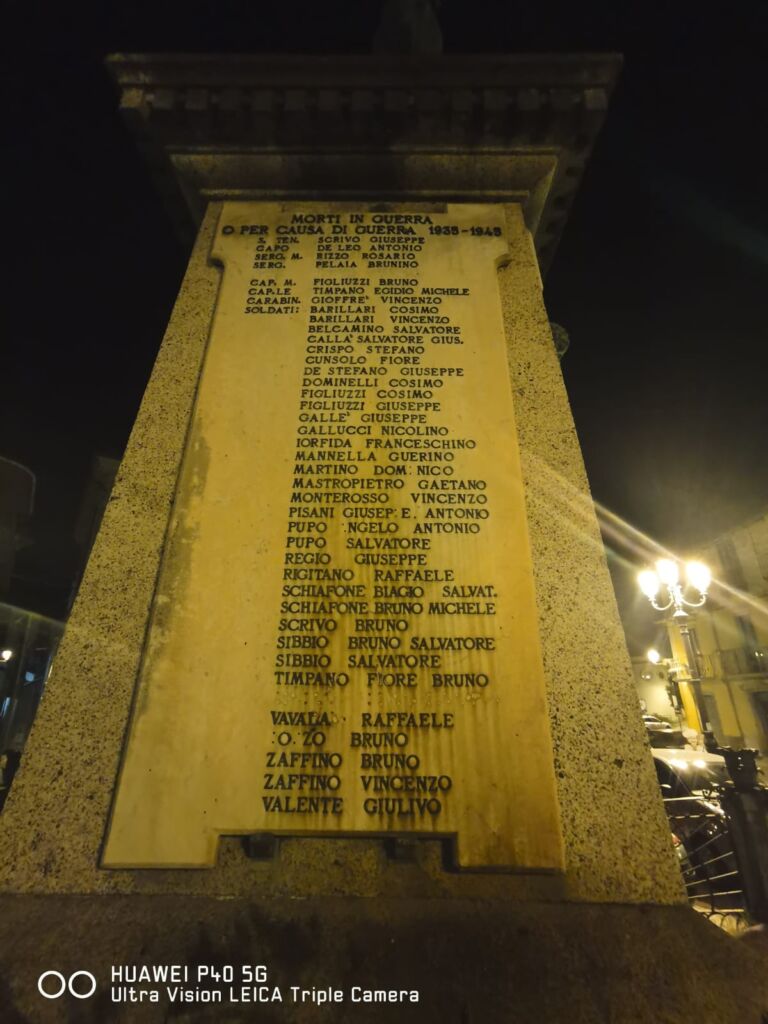 MORTI IN GUERRA
O PER CAUSA DI GUERRA 1935-1945
S. TEN. SCRIVO GIUSEPPE
CAPO DE LEO ANTONIO
SERG. M. RIZZO ROSARIO
SERG. PELAIA BRUNINO
CAP. M. FIGLIUZZI BRUNO
CAP.LE TIMPANO EGIDIO MICHELE
CARABIN. GIOFFRE' VINCENZO
SOLDATI: BARILLARI COSIMO
BARILLARI VINCENZO
BELCAMINO SALVATORE
CALLA' SALVATORE GIUS.
CRISPO STEFANO
CUNSOLO FIORE
DE STEFANO GIUSEPPE
DOMINELLI COSIMO
FIGLIUZZI COSIMO
FIGLIUZZI GIUSEPPE
GALLE' GIUSEPPE
GALLUCCI NICOLINO
IORFIDA FRANCESCHINO
MANNELLA GUERINO
MARTINO DOM NICO
MASTROPIETRO GAETANO
MONTEROSSO VINCENZO
PISANI GIUSEP E ANTONIO
PUPO NGELO ANTONIO
PUPO SALVATORE
REGIO GIUSEPPE
RIGITANO RAFFAELE
SCHIAFONE BIAGIO SALVAT.
SCHIAFONE BRUNO MICHELE
SCRIVO BRUNO
SIBBIO BRUNO SALVATORE
SIBBIO SALVATORE
TIMPANO FIORE BRUNO
VAVALA' RAFFAELE
BRUNO
ZAFFINO BRUNO
ZAFFINO VINCENZO
VALENTE GIULIVO
HUAWEI P40 5G
Ultra Vision LEICA Triple Camera